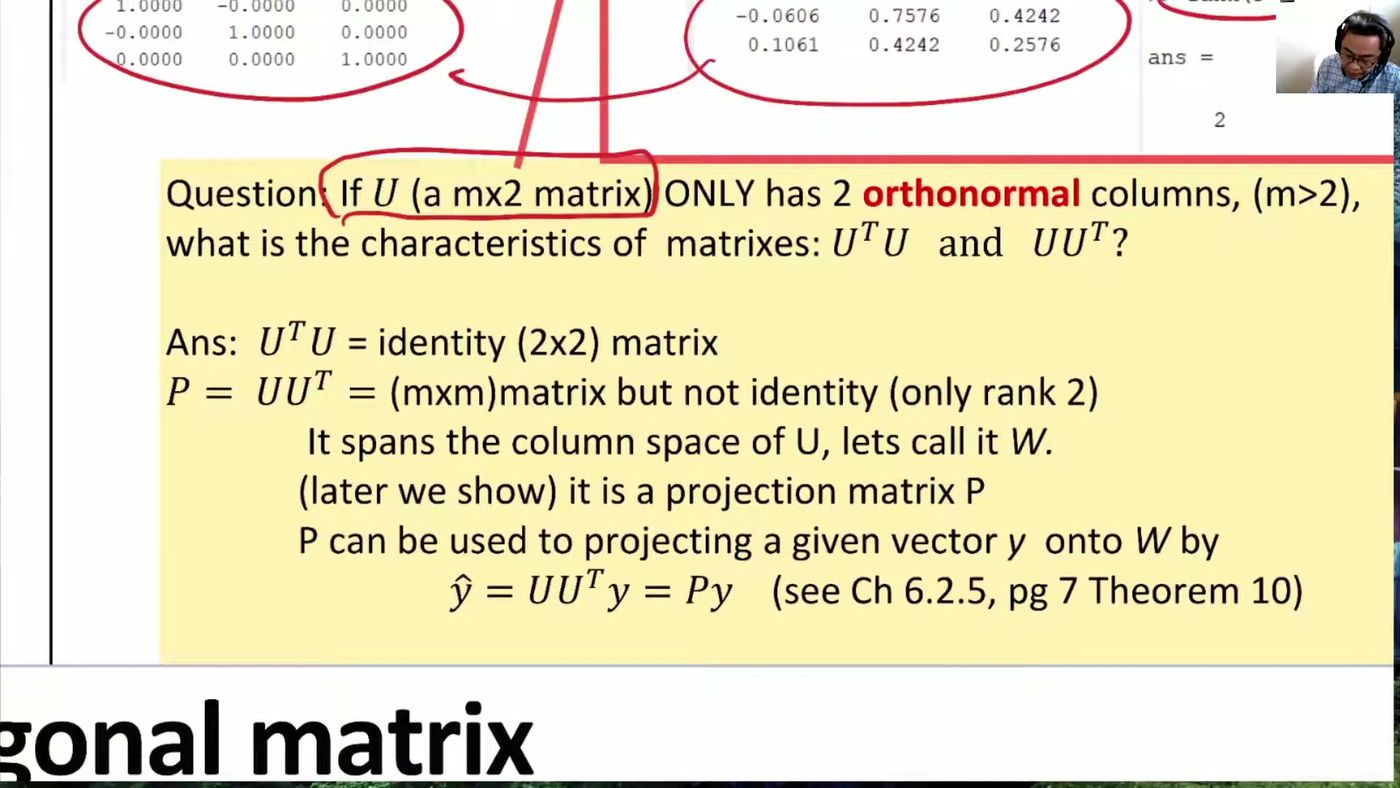 1.0000 -0.0000 0.0000
-0.0000 1.0000 0.0000
0.0000 0.0000 1.0000
-0.0606 0.7576 0.4242
0.1061 0.4242 0.2576
ans =
2
Question: If U (a mx2 matrix) ONLY has 2 orthonormal columns, (m>2),
what is the characteristics of matrixes: UᵀU and UUᵀ?
Ans: UᵀU = identity (2x2) matrix
P = UUᵀ = (mxm)matrix but not identity (only rank 2)
It spans the column space of U, lets call it W.
(later we show) it is a projection matrix P
P can be used to projecting a given vector y onto W by
ŷ = UUᵀy = Py (see Ch 6.2.5, pg 7 Theorem 10)
gonal matrix